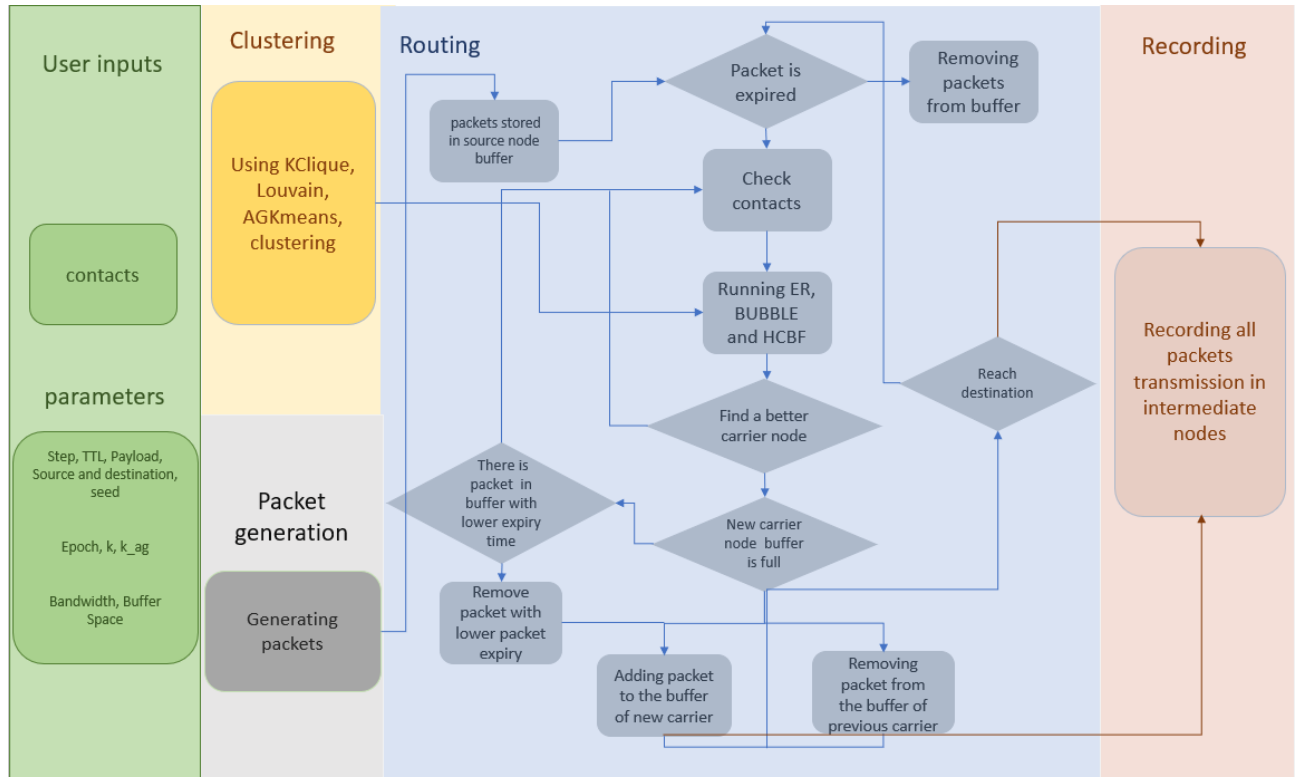 User inputs
contacts
parameters
Step, TTL, Payload,
Source and destination,
seed
Epoch, k, k_ag
Bandwidth, Buffer
Space
Clustering
Using KClique,
Louvain,
AGKmeans,
clustering
Packet
generation
Generating
packets
Routing
packets stored
in source node
buffer
Packet is
expired
Removing
packets
from buffer
Check
contacts
Running ER,
BUBBLE
and HCBF
Find a better
carrier node
New carrier
node buffer
is full
There is
packet in
buffer with
lower expiry
time
Remove
packet with
lower packet
expiry
Adding packet
to the buffer
of new carrier
Removing
packet from
the buffer of
previous carrier
Reach
destination
Recording
Recording all
packets
transmission in
intermediate
nodes